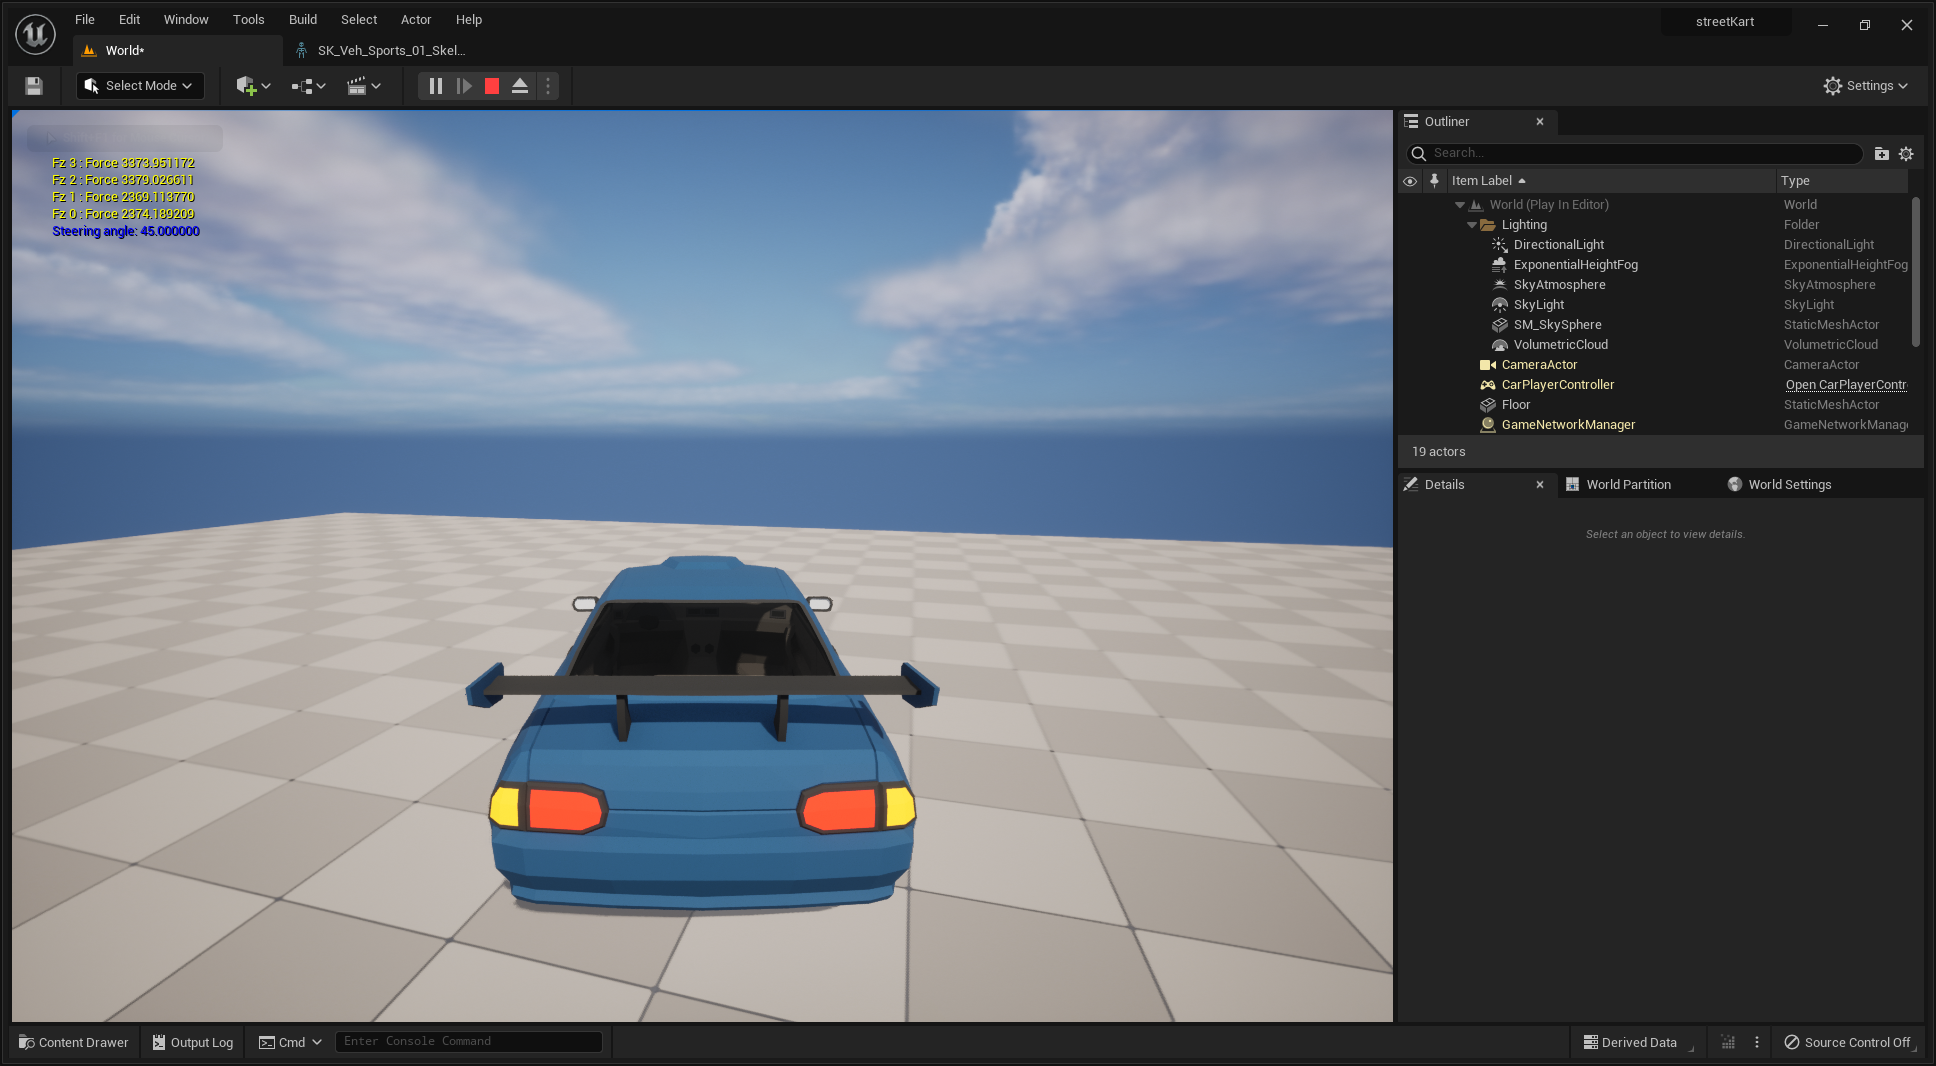 File Edit Window Tools Build Select Actor Help
streetKart
World*
SK_Veh_Sports_01_Skel...
Select Mode
Settings
Fz 3 : Force 3373.951172
Fz 2 : Force 3379.026611
Fz 1 : Force 2369.113770
Fz 0 : Force 2374.189209
Steering angle: 45.000000
Outliner
Search...
Item Label Type
World (Play In Editor) World
Lighting Folder
DirectionalLight DirectionalLight
ExponentialHeightFog ExponentialHeightFog
SkyAtmosphere SkyAtmosphere
SkyLight SkyLight
SM_SkySphere StaticMeshActor
VolumetricCloud VolumetricCloud
CameraActor CameraActor
CarPlayerController Open CarPlayerContr
Floor StaticMeshActor
GameNetworkManager GameNetworkManag
19 actors
Details World Partition World Settings
Select an object to view details.
Content Drawer Output Log Cmd Enter Console Command
Derived Data Source Control Off